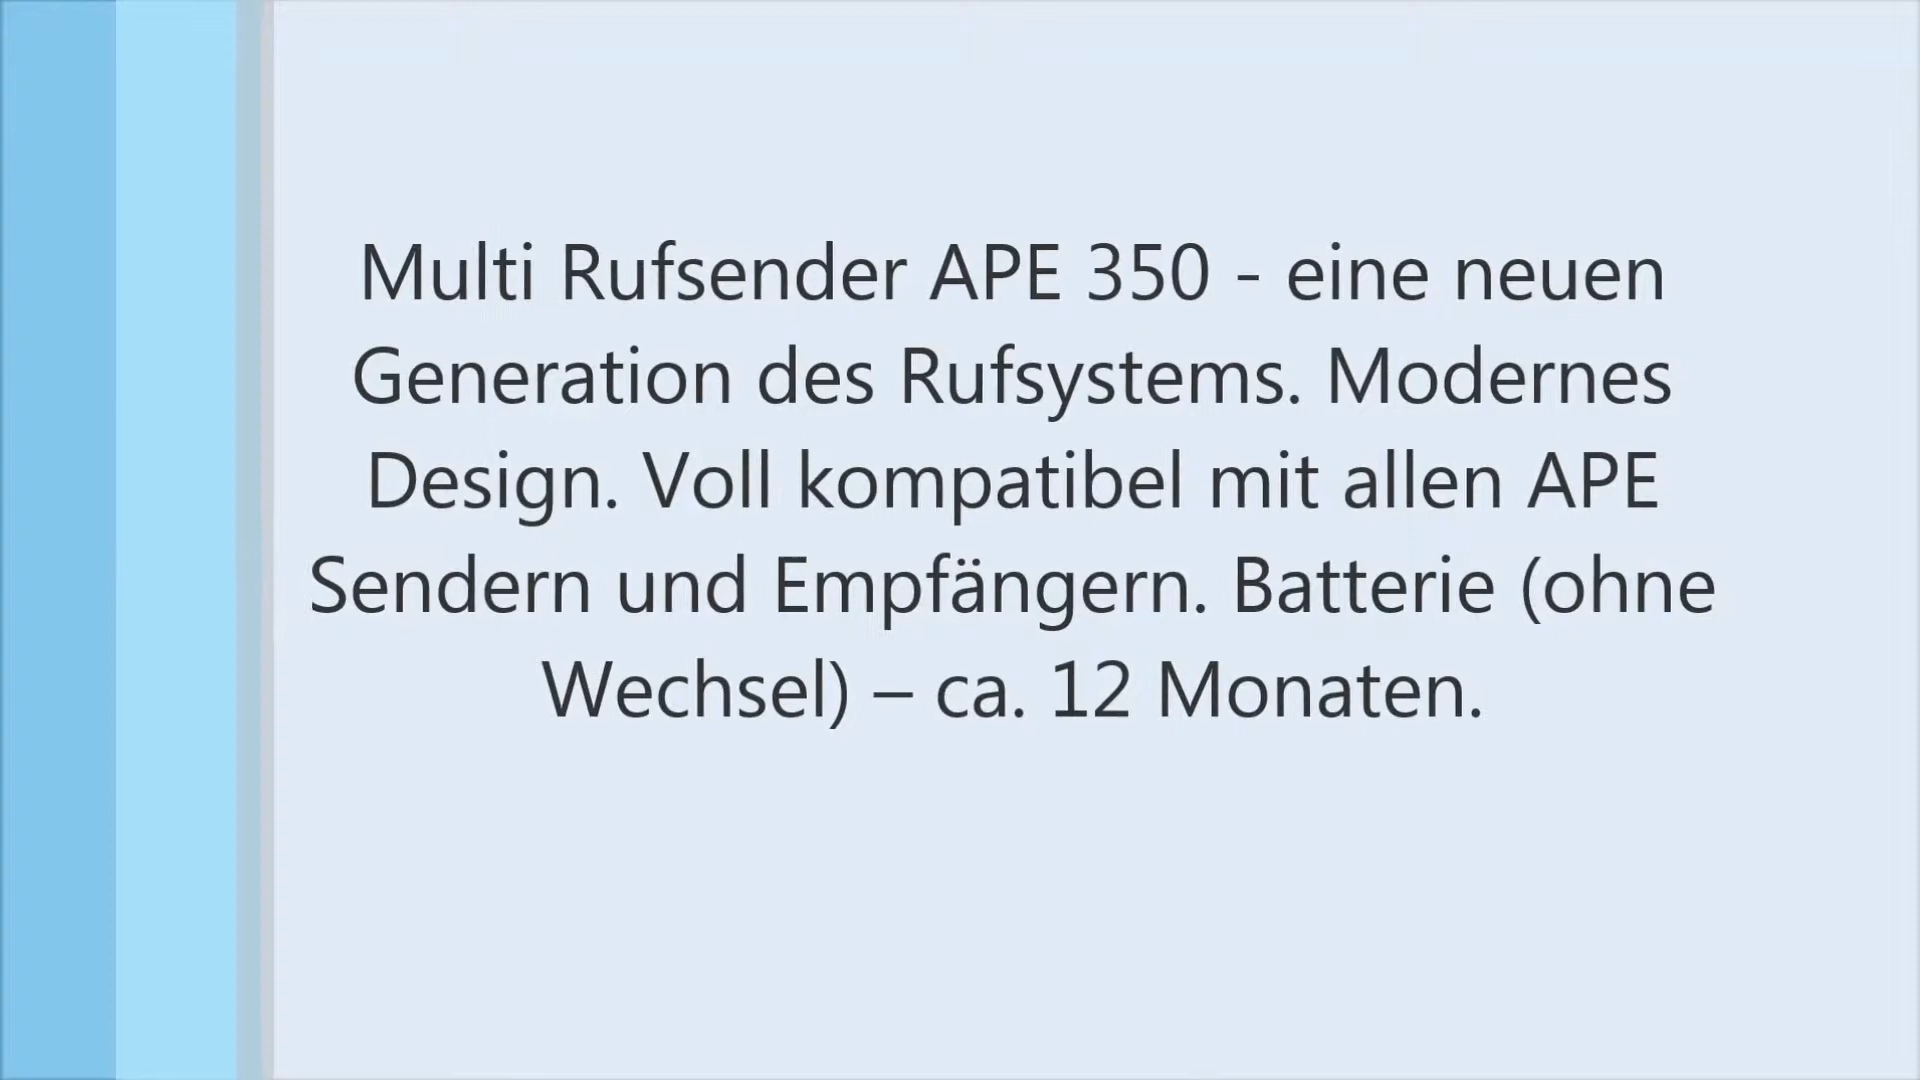 Multi Rufsender APE 350 - eine neuen
Generation des Rufsystems. Modernes
Design. Voll kompatibel mit allen APE
Sendern und Empfängern. Batterie (ohne
Wechsel) – ca. 12 Monaten.